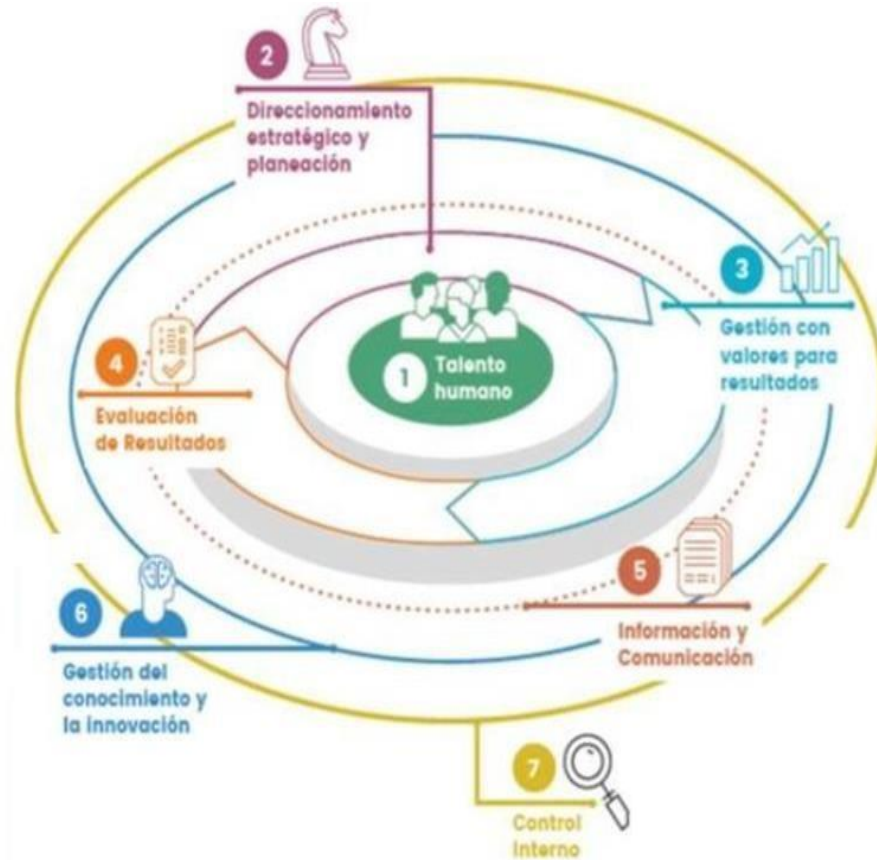 2
Direccionamiento
estratégico y
planeación
3
Gestión con
valores para
resultados
1
Talento
humano
4
Evaluación
de Resultados
5
Información y
Comunicación
6
Gestión del
conocimiento y
la innovación
7
Control
Interno